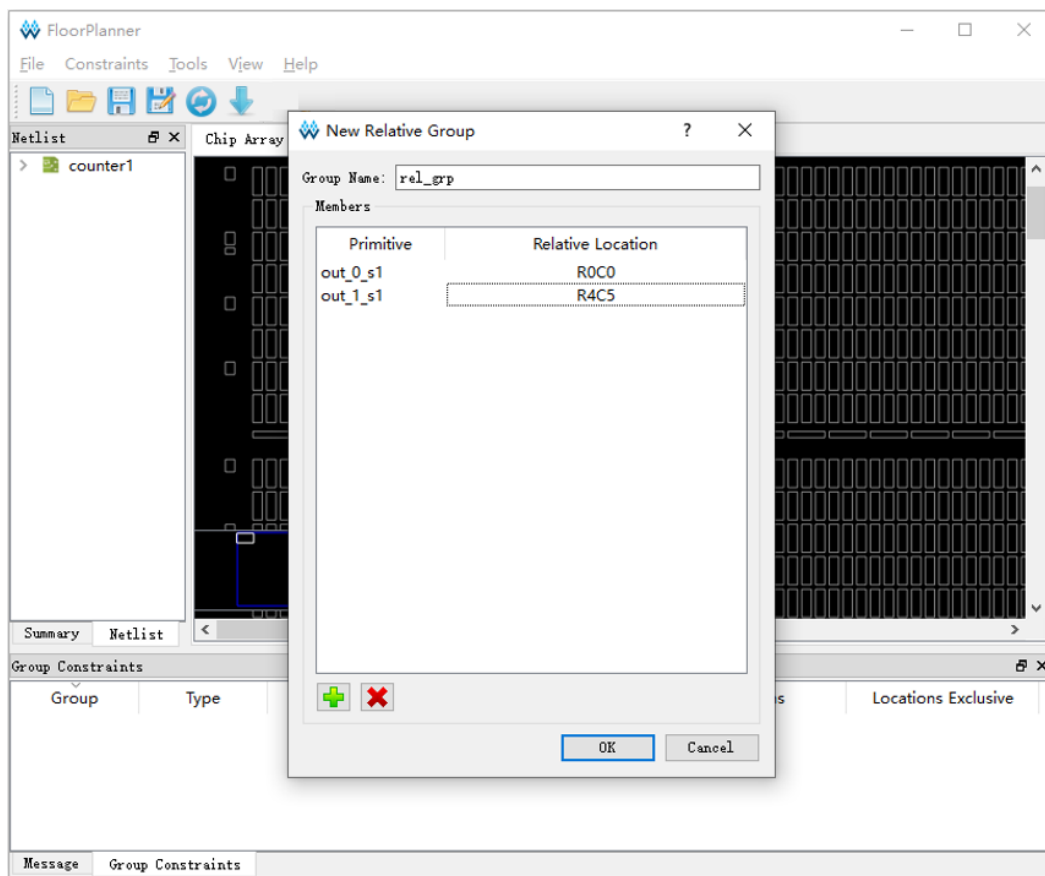 FloorPlanner
File Constraints Tools View Help
Netlist
Chip Array
counter1
New Relative Group
?
Group Name: rel_grp
Members
Primitive Relative Location
out_0_s1 R0C0
out_1_s1 R4C5
OK Cancel
Summary Netlist
Group Constraints
Group Type Locations Exclusive
Message Group Constraints